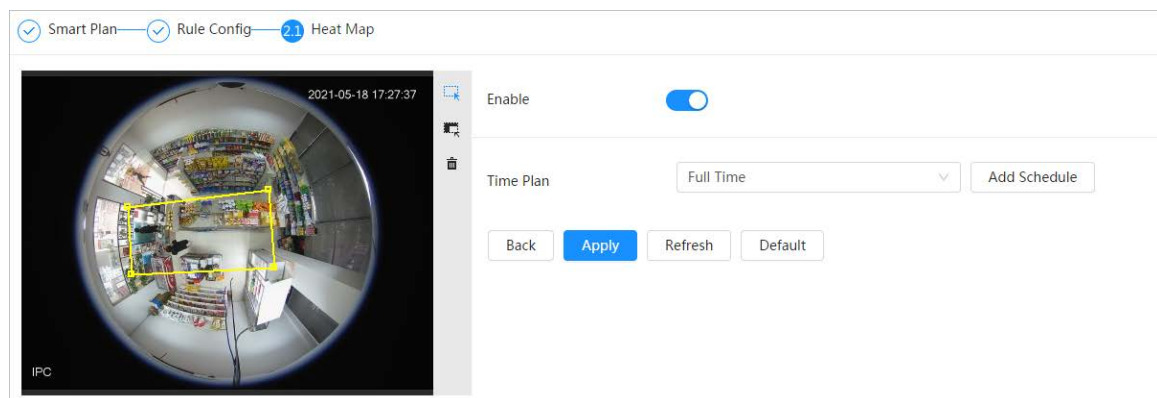 Smart Plan
Rule Config
2.1 Heat Map
2021-05-18 17:27:37
Enable
Time Plan
Full Time
Add Schedule
Back
Apply
Refresh
Default
IPC